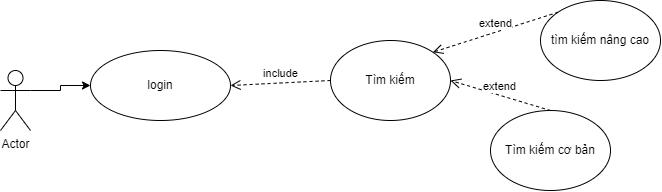 extend
tìm kiếm nâng cao
Tìm kiếm
include
login
extend
Actor
Tìm kiếm cơ bản